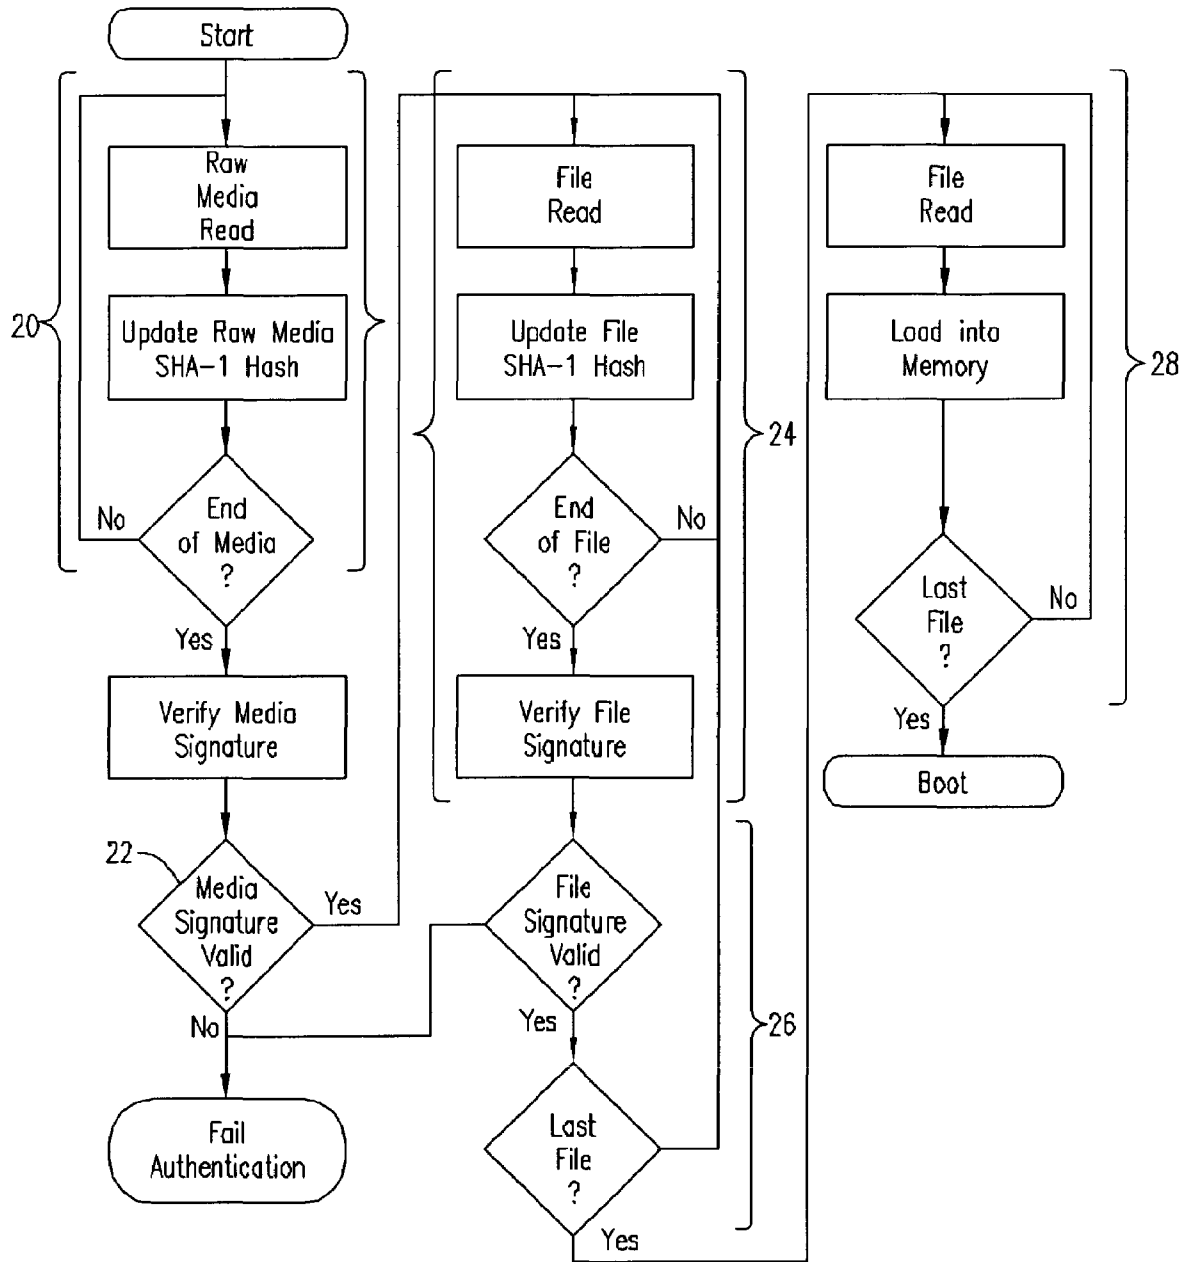 Start
Raw
Media
Read
Update Raw Media
SHA-1 Hash
20
End
of Media
?
No
Yes
Verify Media
Signature
22
Media
Signature
Valid
?
Yes
No
Fail
Authentication
File
Read
Update File
SHA-1 Hash
24
End
of File
?
No
Yes
Verify File
Signature
File
Signature
Valid
?
Yes
26
Last
File
?
Yes
File
Read
Load into
Memory
28
Last
File
?
No
Yes
Boot